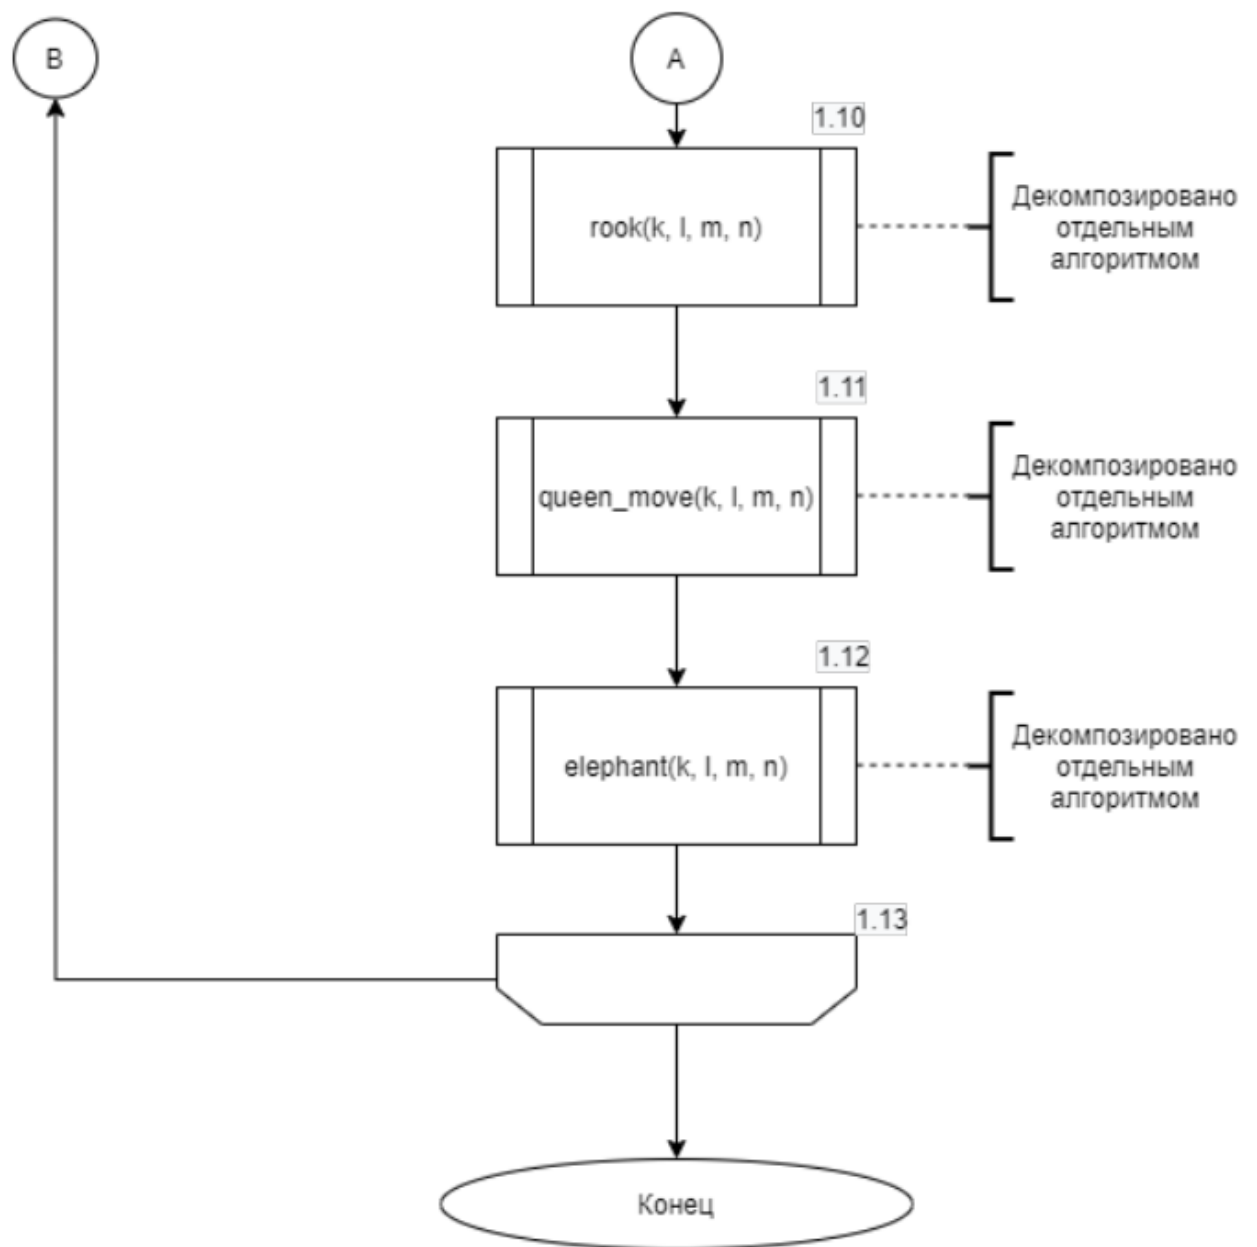 B
A
1.10
rook(k, l, m, n)
Декомпозировано
отдельным
алгоритмом
1.11
queen_move(k, l, m, n)
Декомпозировано
отдельным
алгоритмом
1.12
elephant(k, l, m, n)
Декомпозировано
отдельным
алгоритмом
1.13
Конец